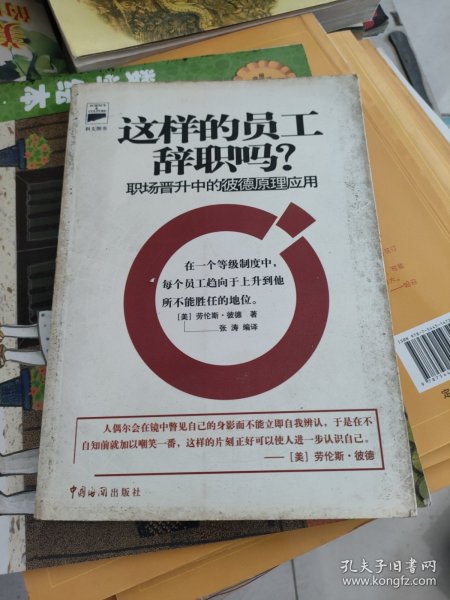 科文图书
这样的员工
辞职吗？
职场晋升中的彼德原理应用
在一个等级制度中，
每个员工趋向于上升到他
所不能胜任的地位。
［美］劳伦斯·彼德 著
张涛 编译
人偶尔会在镜中瞥见自己的身影而不能立即自我辨认，于是在不
自知前就加以嘲笑一番，这样的片刻正好可以使人进一步认识自己。
——［美］劳伦斯·彼德
中国海关出版社
绘本
定
孔夫子旧书网
www.kongfz.com